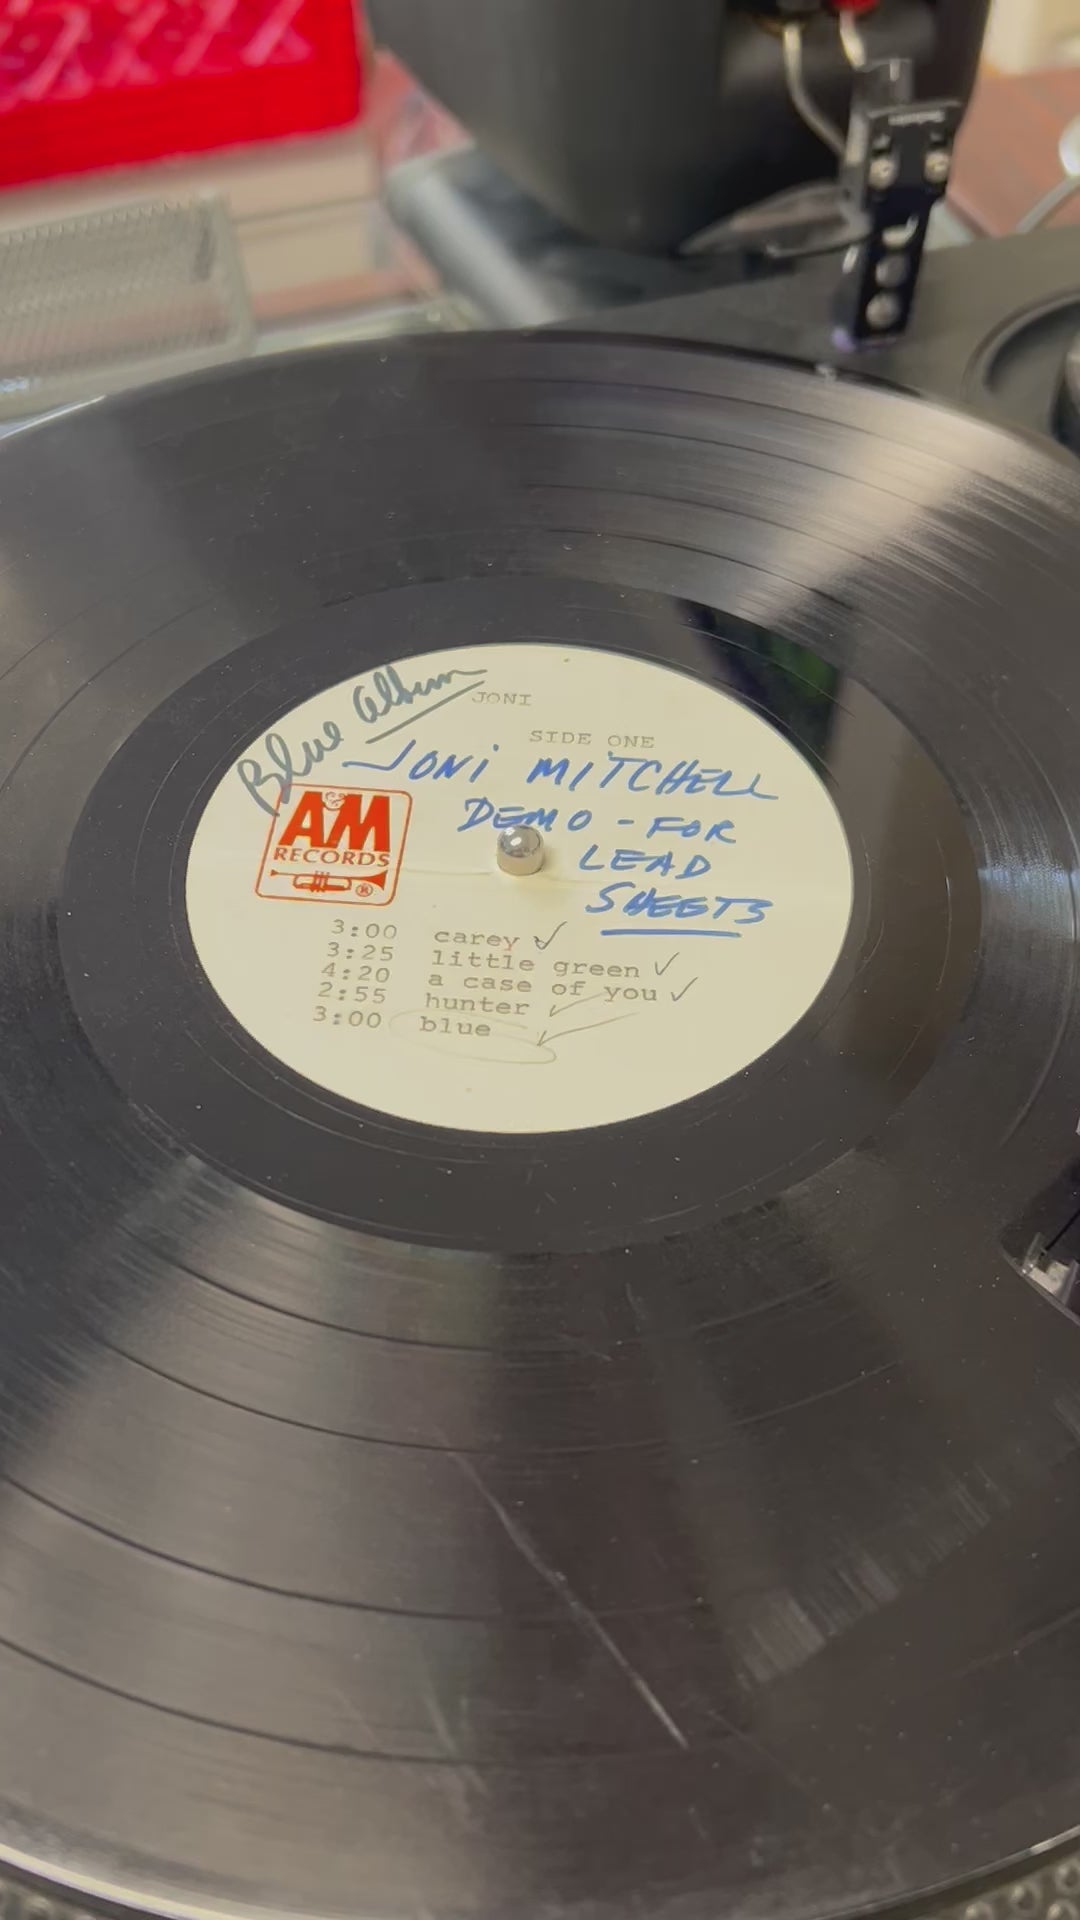 Blue Album
JONI
SIDE ONE
JONI MITCHELL
DEMO - FOR
LEAD
SHEETS
A&M
RECORDS
®
3:00 carey ✓
3:25 little green ✓
4:20 a case of you ✓
2:55 hunter ✓
3:00 blue